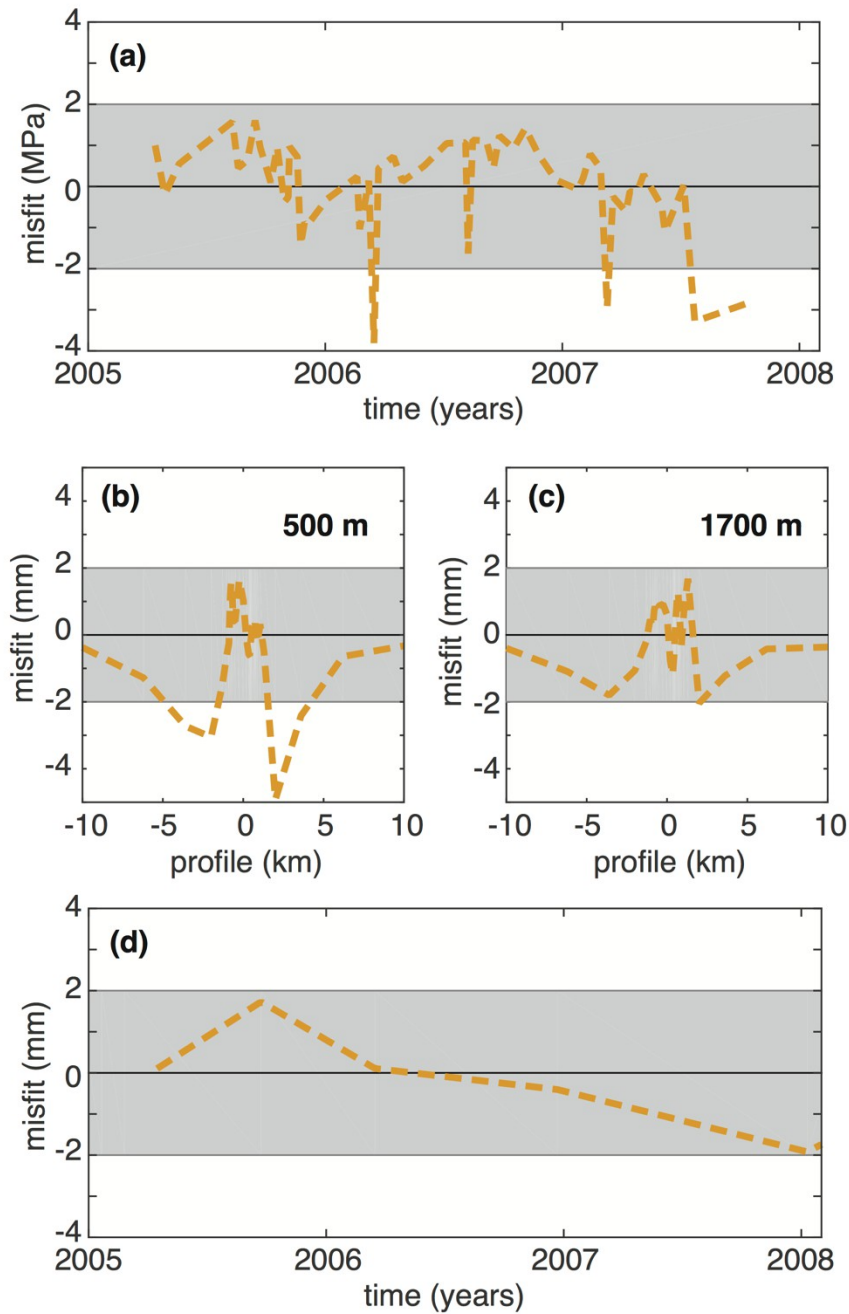 (a)
4
2
0
-2
-4
misfit (MPa)
2005 2006 2007 2008
time (years)
(b)
500 m
4
2
0
-2
-4
misfit (mm)
-10 -5 0 5 10
profile (km)
(c)
1700 m
4
2
0
-2
-4
misfit (mm)
-10 -5 0 5 10
profile (km)
(d)
4
2
0
-2
-4
misfit (mm)
2005 2006 2007 2008
time (years)